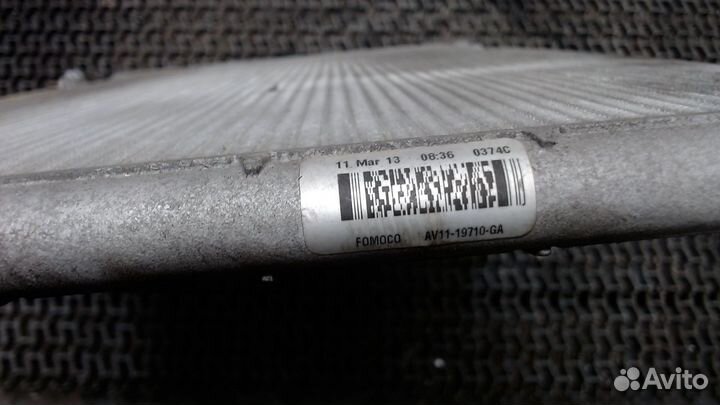 11 Mar 13 08:36 0374C
FOMOCO AV11-19710-GA
Avito